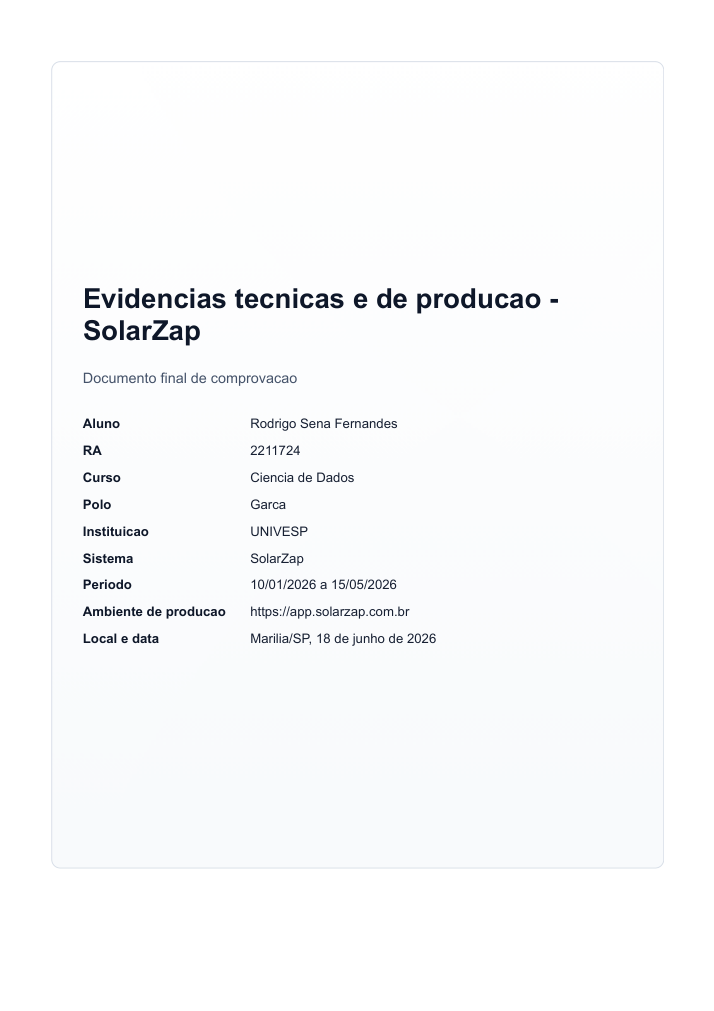 Evidencias tecnicas e de producao -
SolarZap
Documento final de comprovacao
Aluno Rodrigo Sena Fernandes
RA 2211724
Curso Ciencia de Dados
Polo Garca
Instituicao UNIVESP
Sistema SolarZap
Periodo 10/01/2026 a 15/05/2026
Ambiente de producao https://app.solarzap.com.br
Local e data Marilia/SP, 18 de junho de 2026